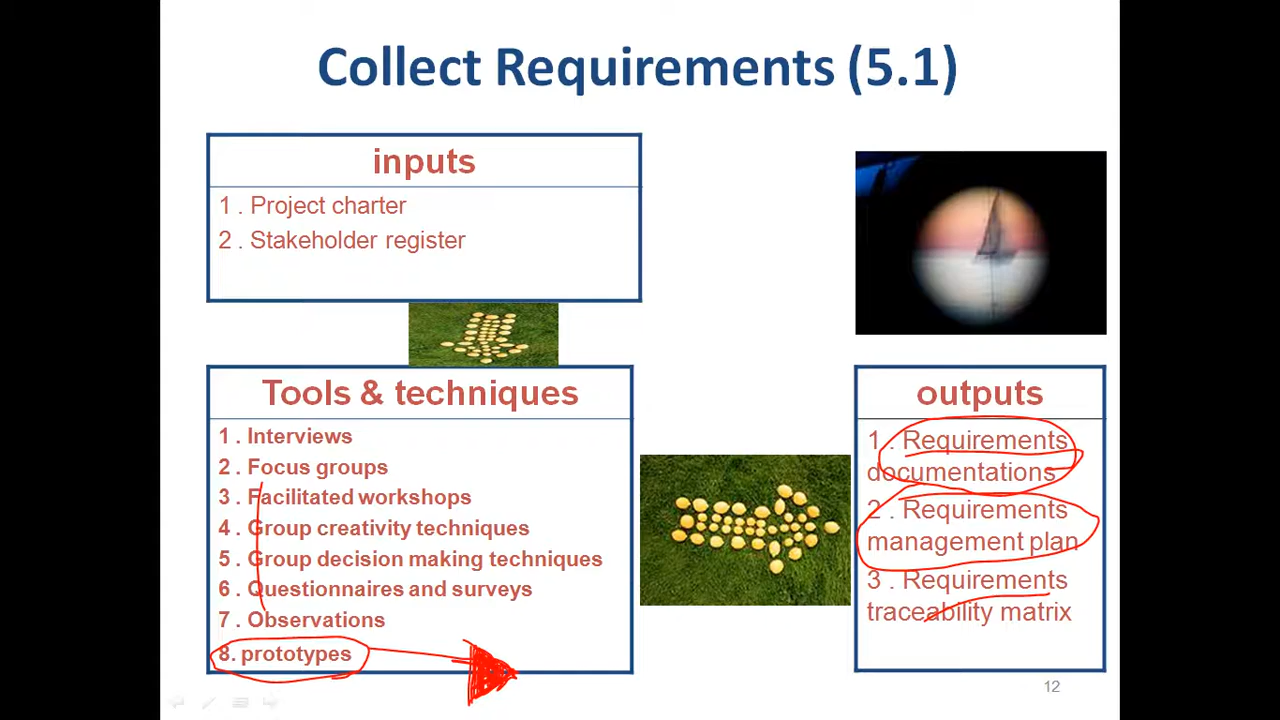 Collect Requirements (5.1)
inputs
1 . Project charter
2 . Stakeholder register
Tools & techniques
1 . Interviews
2 . Focus groups
3 . Facilitated workshops
4 . Group creativity techniques
5 . Group decision making techniques
6 . Questionnaires and surveys
7 . Observations
8. prototypes
outputs
1 . Requirements
documentations
2 . Requirements
management plan
3 . Requirements
traceability matrix
12